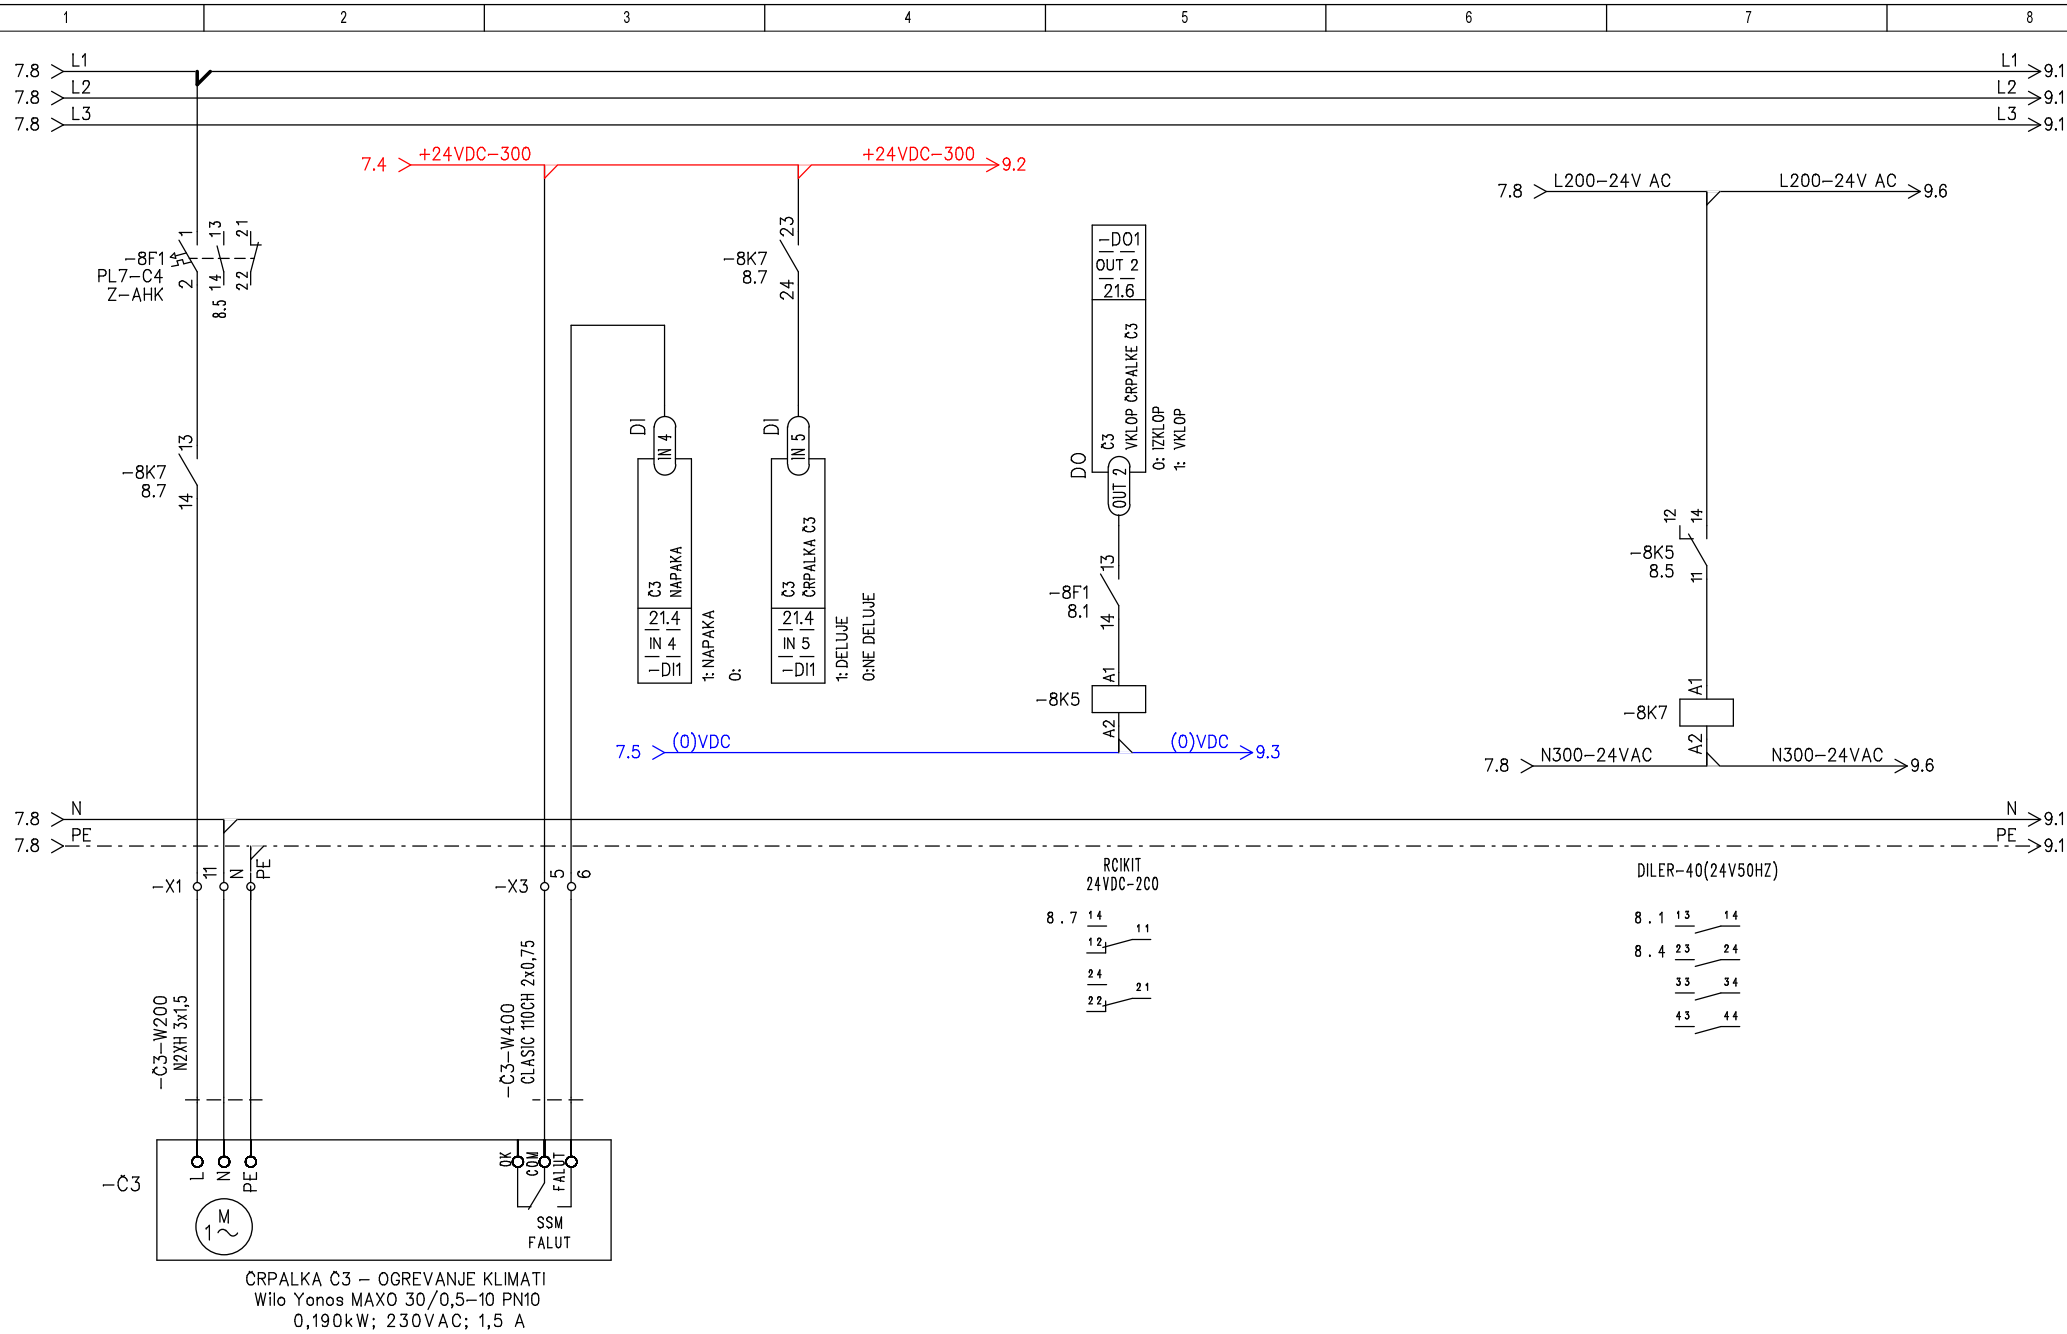 1 2 3 4 5 6 7 8
7.8 L1 L1 9.1
7.8 L2 L2 9.1
7.8 L3 L3 9.1
7.4 +24VDC-300 +24VDC-300 9.2
7.8 L200-24V AC L200-24V AC 9.6
1 13 21
-8F1
PL7-C4
Z-AHK
2 14 22
8.5
23
-8K7
8.7
24
-DO1
OUT 2
21.6
Č3
VKLOP ČRPALKE Č3
DO
OUT 2
0: IZKLOP
1: VKLOP
13
-8K7
8.7
14
DI
IN 4
Č3
NAPAKA
21.4
IN 4
-DI1
1: NAPAKA
0:
DI
IN 5
Č3
ČRPALKA Č3
21.4
IN 5
-DI1
1: DELUJE
0:NE DELUJE
13
-8F1
8.1
14
A1
-8K5
A2
12 14
-8K5
8.5
11
A1
-8K7
A2
7.5 (0)VDC (0)VDC 9.3
7.8 N300-24VAC N300-24VAC 9.6
7.8 N N 9.1
7.8 PE PE 9.1
-X1 11 N PE
-X3 5 6
RCIKIT
24VDC-2CO
8.7 14
12 11
24
22 21
DILER-40(24V50HZ)
8.1 13 14
8.4 23 24
33 34
43 44
-Č3-W200
N2XH 3x1,5
-Č3-W400
CLASIC 110CH 2x0,75
-Č3
L N PE
M
1~
OK COM FALUT
SSM
FALUT
ČRPALKA Č3 - OGREVANJE KLIMATI
Wilo Yonos MAXO 30/0,5-10 PN10
0,190kW; 230VAC; 1,5 A